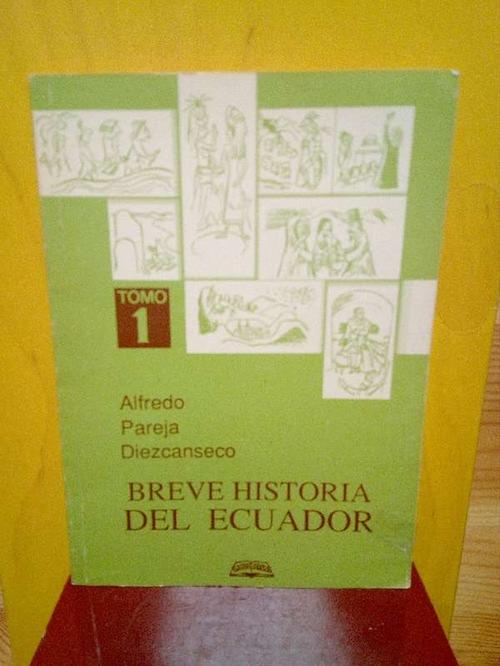 TOMO
1
Alfredo
Pareja
Diezcanseco
BREVE HISTORIA
DEL ECUADOR